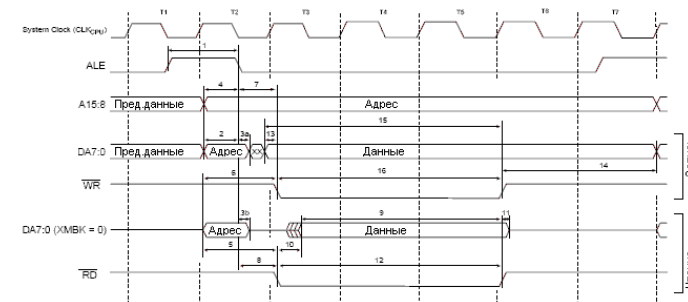 T1 T2 T3 T4 T5 T6 T7
System Clock (CLKCPU)
1
ALE
4 7
A15:8 Пред.данные Адрес
15
2 3a 13
DA7:0 Пред.данные Адрес XX Данные
14
6 16
WR
3b 9 11
DA7:0 (XMBK = 0) Адрес Данные
5 10
8 12
RD